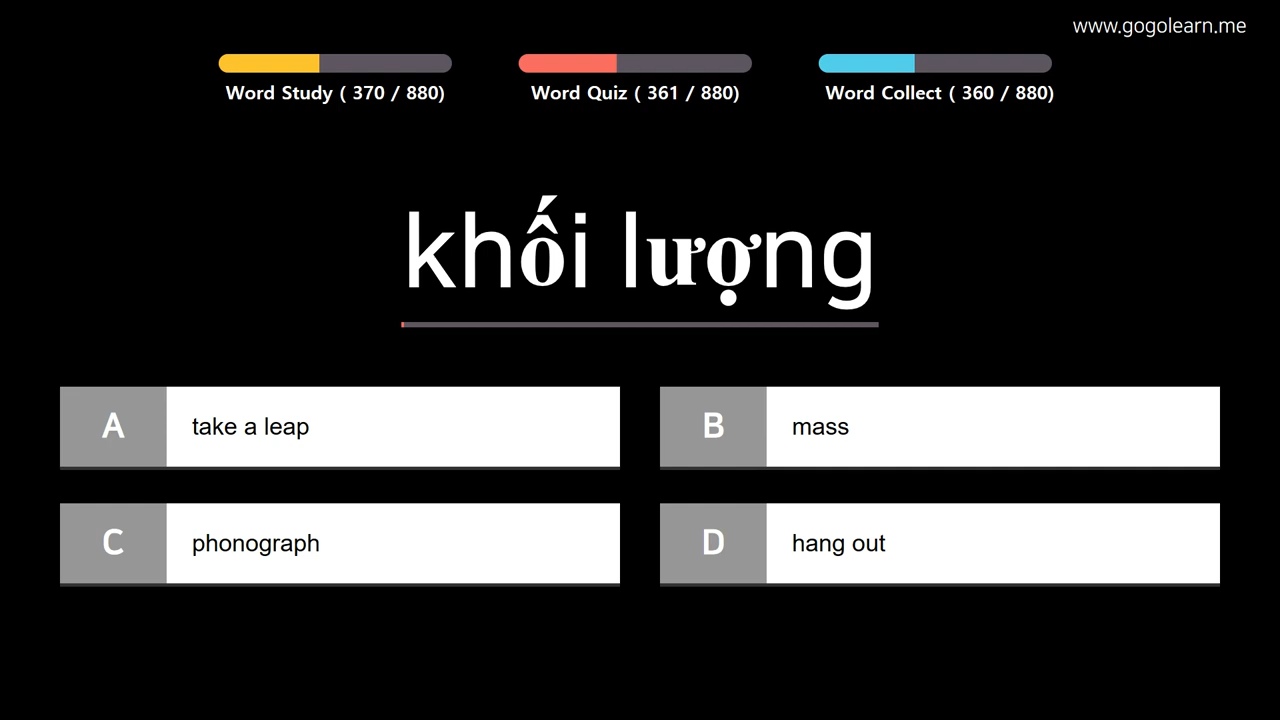 www.gogolearn.me
Word Study ( 370 / 880)
Word Quiz ( 361 / 880)
Word Collect ( 360 / 880)
khối lượng
A take a leap
B mass
C phonograph
D hang out